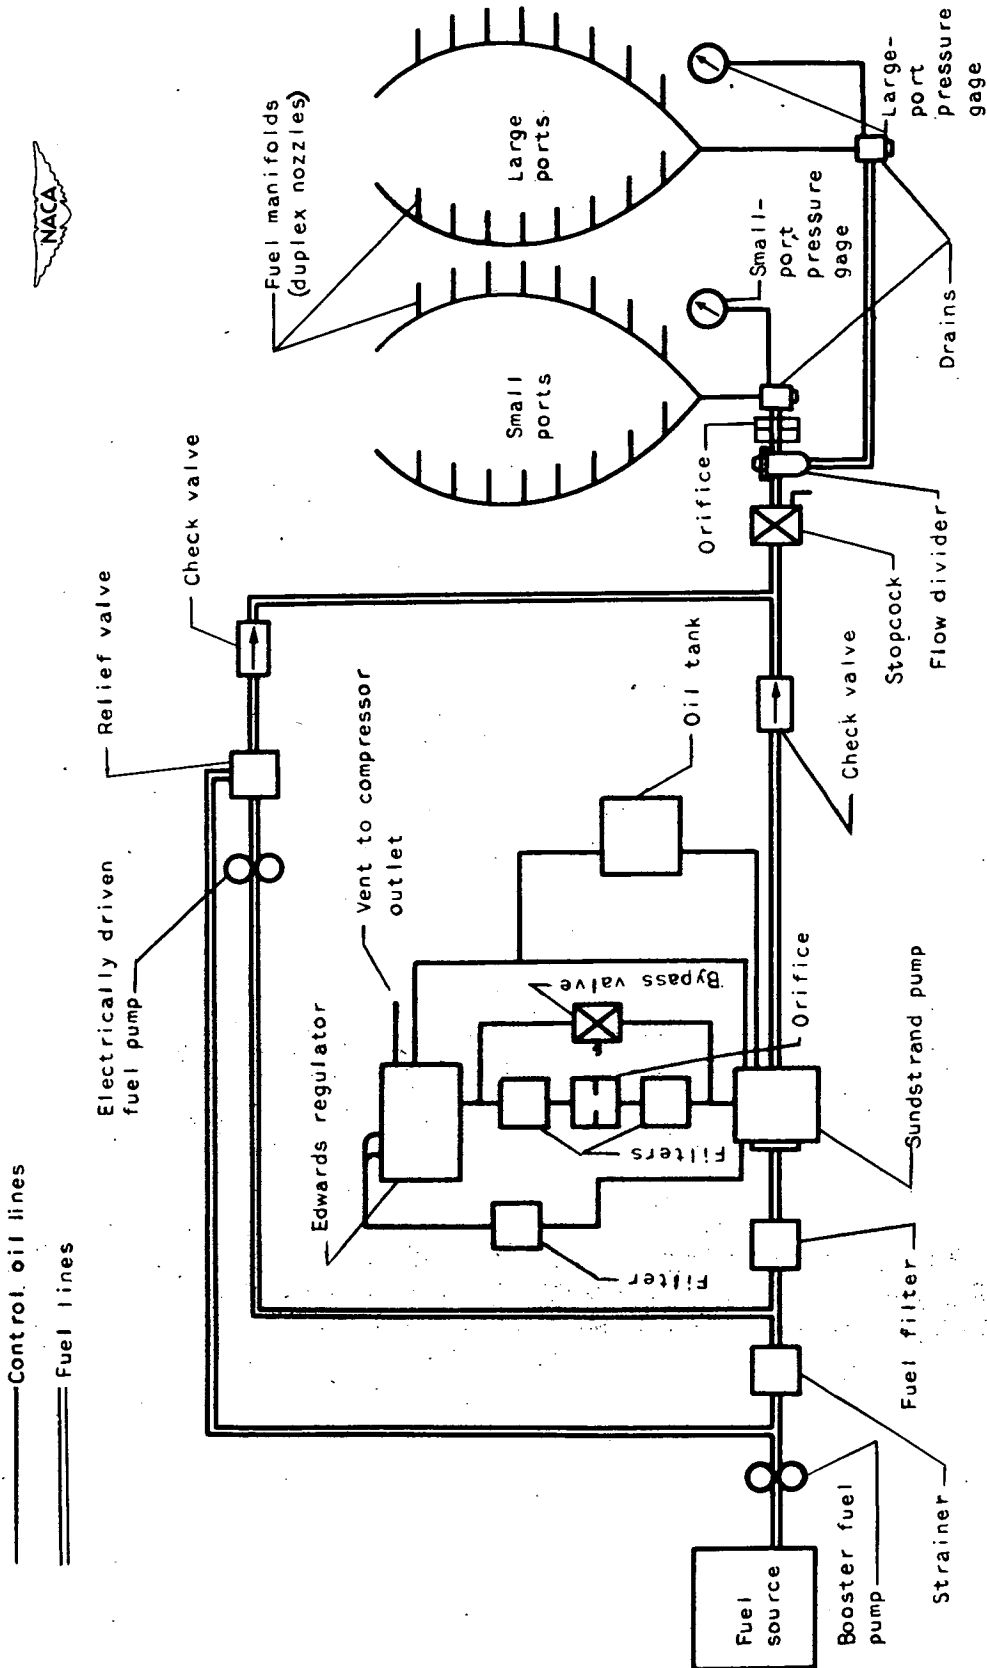 NACA
Control oil lines
Fuel lines
Electrically driven
fuel pump
Relief valve
Check valve
Fuel manifolds
(duplex nozzles)
Edwards regulator
Vent to compressor
outlet
Small
ports
Large
ports
Bypass valve
Oil tank
Filter
Filters
Orifice
Orifice
Small-
port
pressure
gage
Large-
port
pressure
gage
Fuel
source
Booster fuel
pump
Strainer
Fuel filter
Sundstrand pump
Check valve
Stopcock
Flow divider
Drains